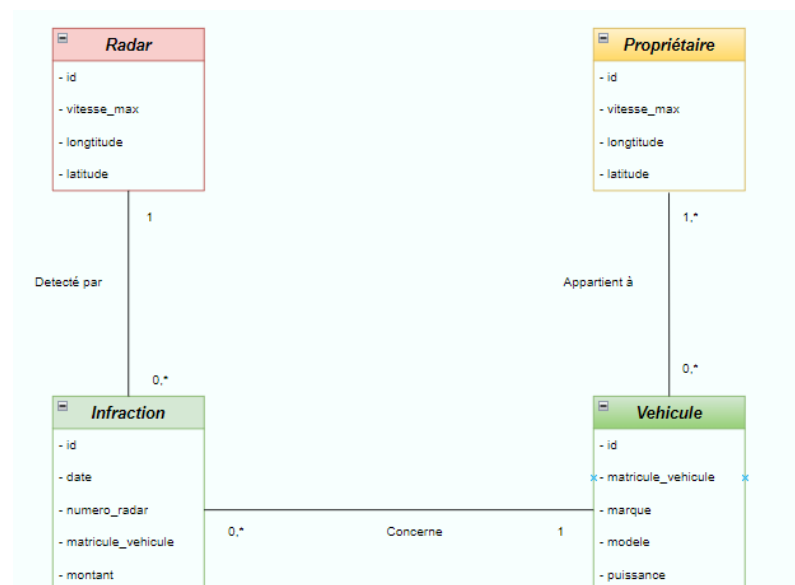 Radar
- id
- vitesse_max
- longtitude
- latitude
Propriétaire
- id
- vitesse_max
- longtitude
- latitude
1
1,*
Detecté par
Appartient à
0,*
0,*
Infraction
- id
- date
- numero_radar
- matricule_vehicule
- montant
0,*
Concerne
1
Vehicule
- id
- matricule_vehicule
- marque
- modele
- puissance